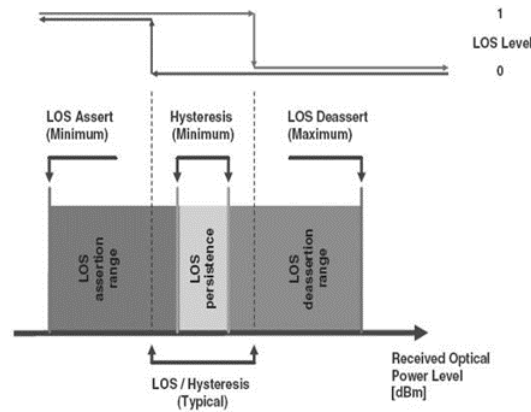 1
LOS Level
0
LOS Assert
(Minimum)
Hysteresis
(Minimum)
LOS Deassert
(Maximum)
LOS
assertion
range
LOS
persistence
LOS
deassertion
range
LOS / Hysteresis
(Typical)
Received Optical
Power Level
[dBm]